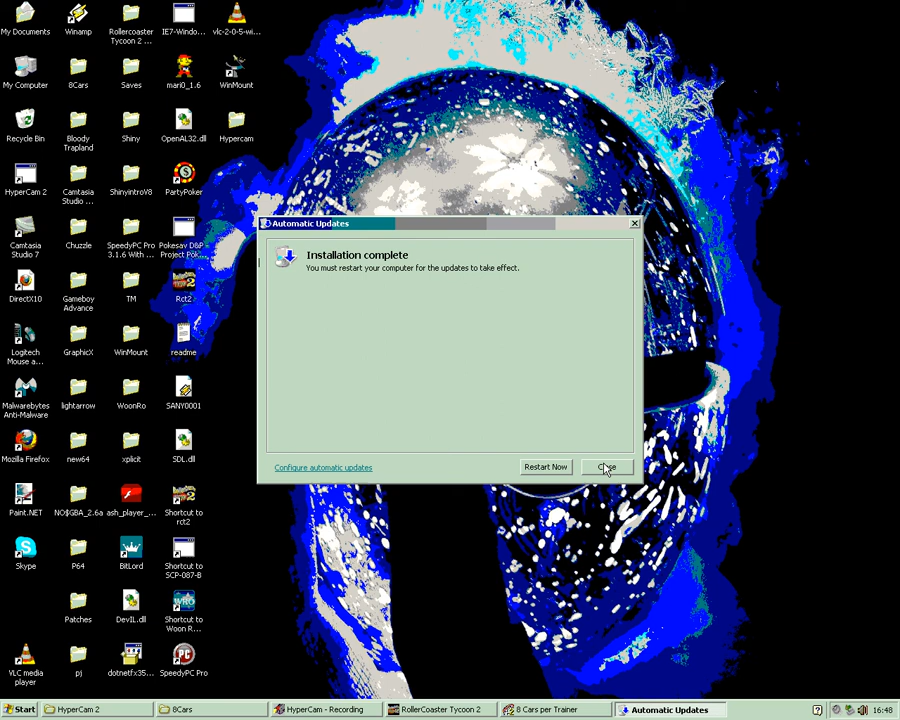 My Documents
Winamp
Rollercoaster
Tycoon 2 ...
IE7-Windo...
vlc-2-0-5-wi...
My Computer
8Cars
Saves
mari0_1.6
WinMount
Recycle Bin
Bloody
Trapland
Shiny
OpenAL32.dll
Hypercam
HyperCam 2
Camtasia
Studio ...
ShinyintroV8
PartyPoker
Camtasia
Studio 7
Chuzzle
SpeedyPC Pro
3.1.6 With ...
Pokesav D&P
Project Pok...
DirectX10
Gameboy
Advance
TM
Rct2
Logitech
Mouse a...
GraphicX
WinMount
readme
Malwarebytes
Anti-Malware
lightarrow
WoonRo
SANY0001
Mozilla Firefox
new64
xplicit
SDL.dll
Paint.NET
NO$GBA_2.6a
ash_player_...
Shortcut to
rct2
Skype
P64
BitLord
Shortcut to
SCP-087-B
Patches
DevIL.dll
Shortcut to
Woon R...
VLC media
player
pj
dotnetfx35...
SpeedyPC Pro
Automatic Updates
Installation complete
You must restart your computer for the updates to take effect.
Configure automatic updates
Restart Now
Close
Start
HyperCam 2
8Cars
HyperCam - Recording
RollerCoaster Tycoon 2
8 Cars per Trainer
Automatic Updates
16:48